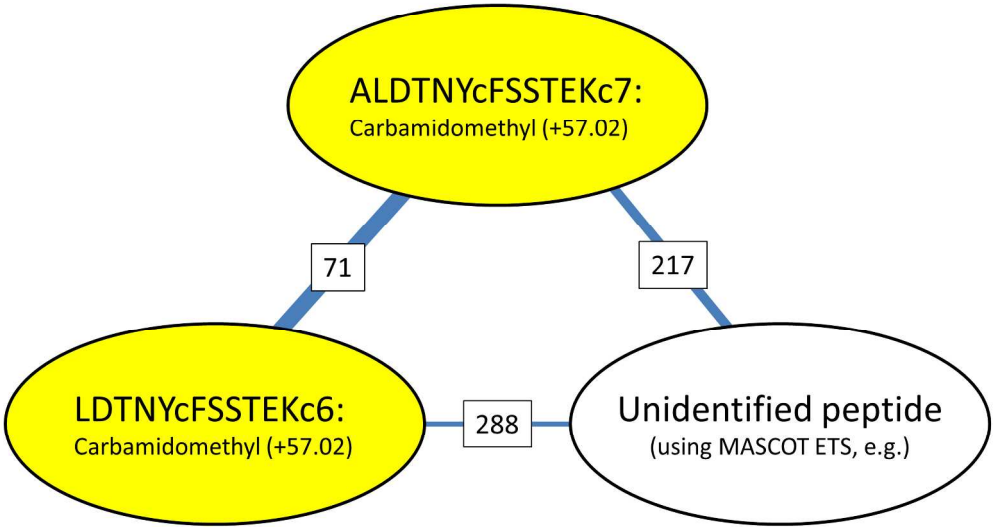 ALDTNYcFSSTEKc7:
Carbamidomethyl (+57.02)
71
217
LDTNYcFSSTEKc6:
Carbamidomethyl (+57.02)
288
Unidentified peptide
(using MASCOT ETS, e.g.)